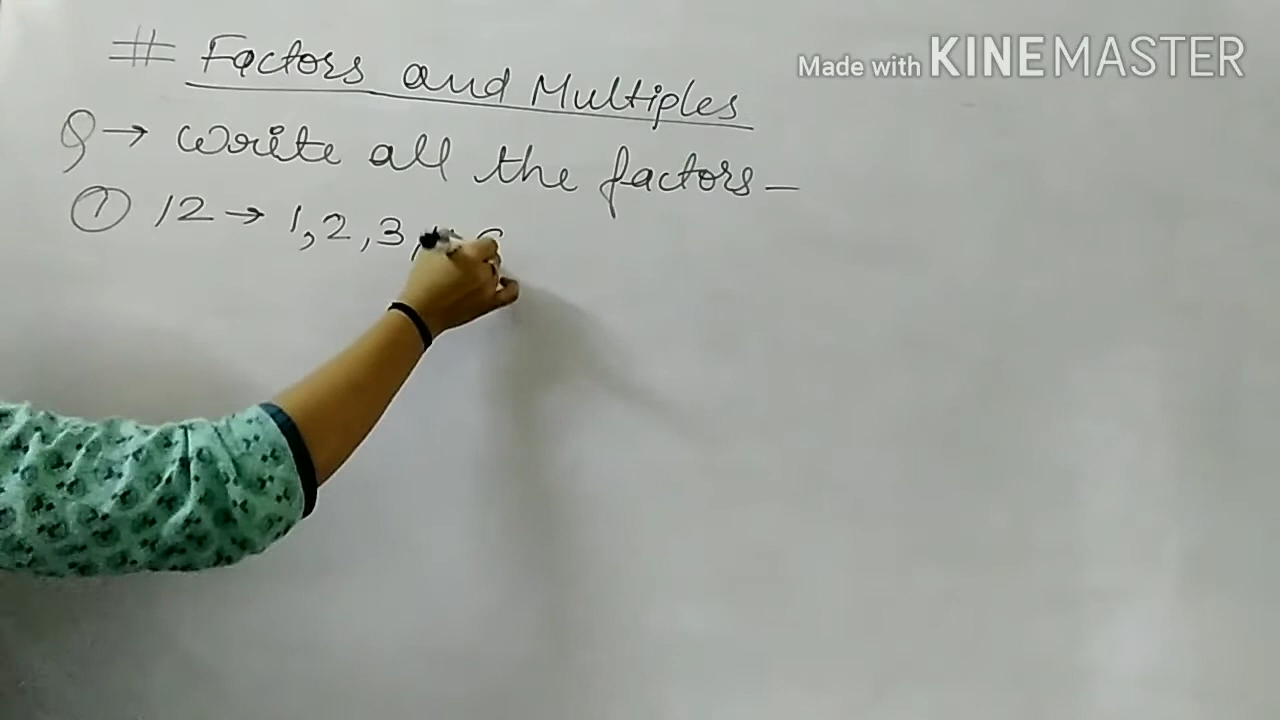 Made with KINEMASTER
# Factors and Multiples
Q → Write all the factors —
① 12 → 1, 2, 3,